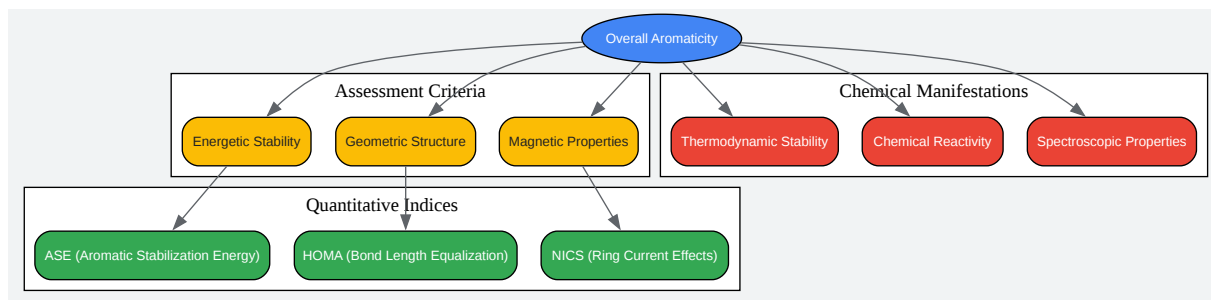 Overall Aromaticity
Assessment Criteria
Chemical Manifestations
Energetic Stability
Geometric Structure
Magnetic Properties
Thermodynamic Stability
Chemical Reactivity
Spectroscopic Properties
Quantitative Indices
ASE (Aromatic Stabilization Energy)
HOMA (Bond Length Equalization)
NICS (Ring Current Effects)